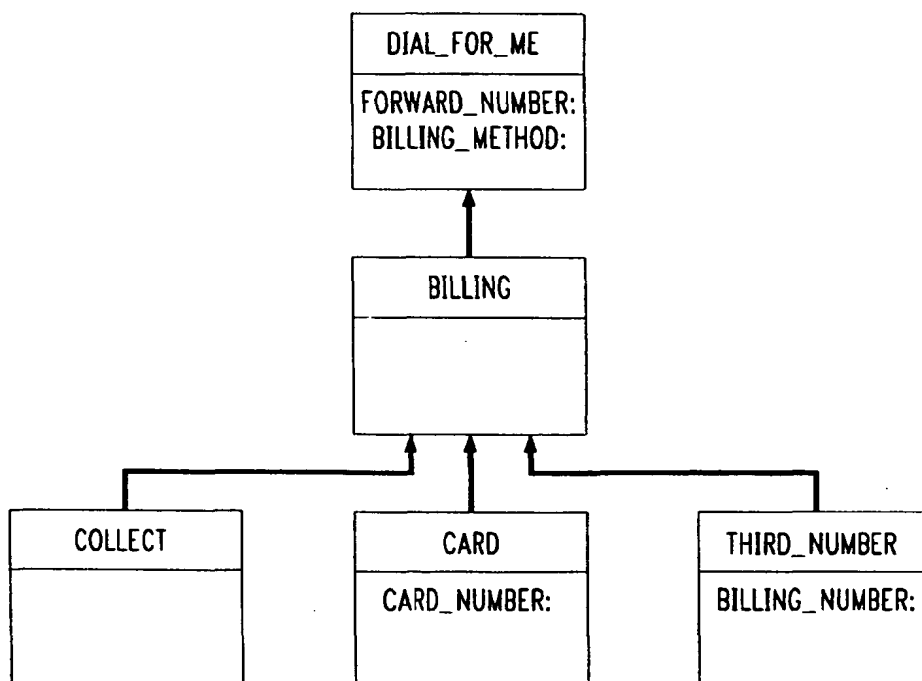 DIAL_FOR_ME
FORWARD_NUMBER:
BILLING_METHOD:
BILLING
COLLECT
CARD
CARD_NUMBER:
THIRD_NUMBER
BILLING_NUMBER: